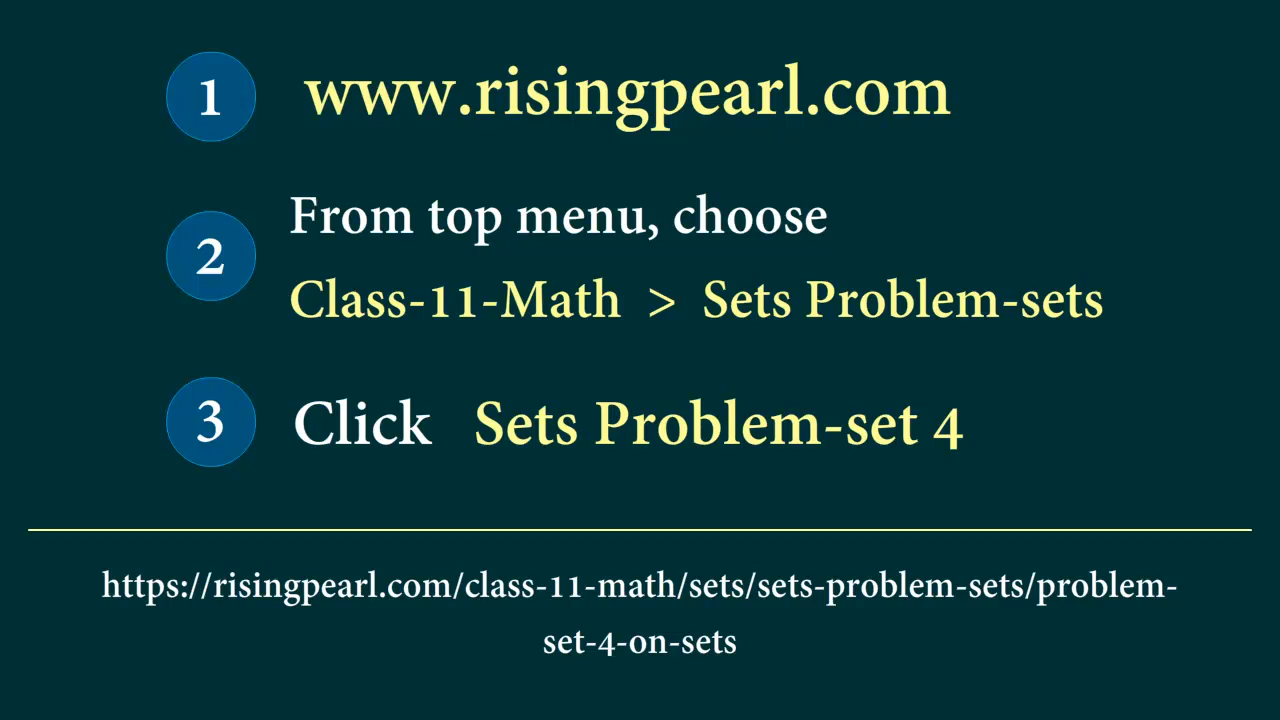 1 www.risingpearl.com
2 From top menu, choose
Class-11-Math > Sets Problem-sets
3 Click Sets Problem-set 4
https://risingpearl.com/class-11-math/sets/sets-problem-sets/problem-
set-4-on-sets